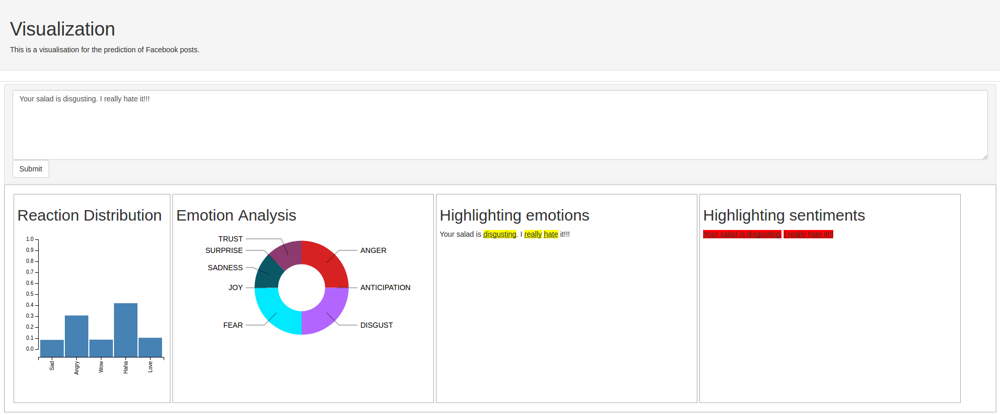 Visualization
This is a visualisation for the prediction of Facebook posts.
Your salad is disgusting. I really hate it!!!
Submit
Reaction Distribution
1.0
0.9
0.8
0.7
0.6
0.5
0.4
0.3
0.2
0.1
0.0
Sad
Angry
Wow
Haha
Love
Emotion Analysis
TRUST
SURPRISE
SADNESS
JOY
FEAR
ANGER
ANTICIPATION
DISGUST
Highlighting emotions
Your salad is disgusting. I really hate it!!!
Highlighting sentiments
Your salad is disgusting. I really hate it!!!